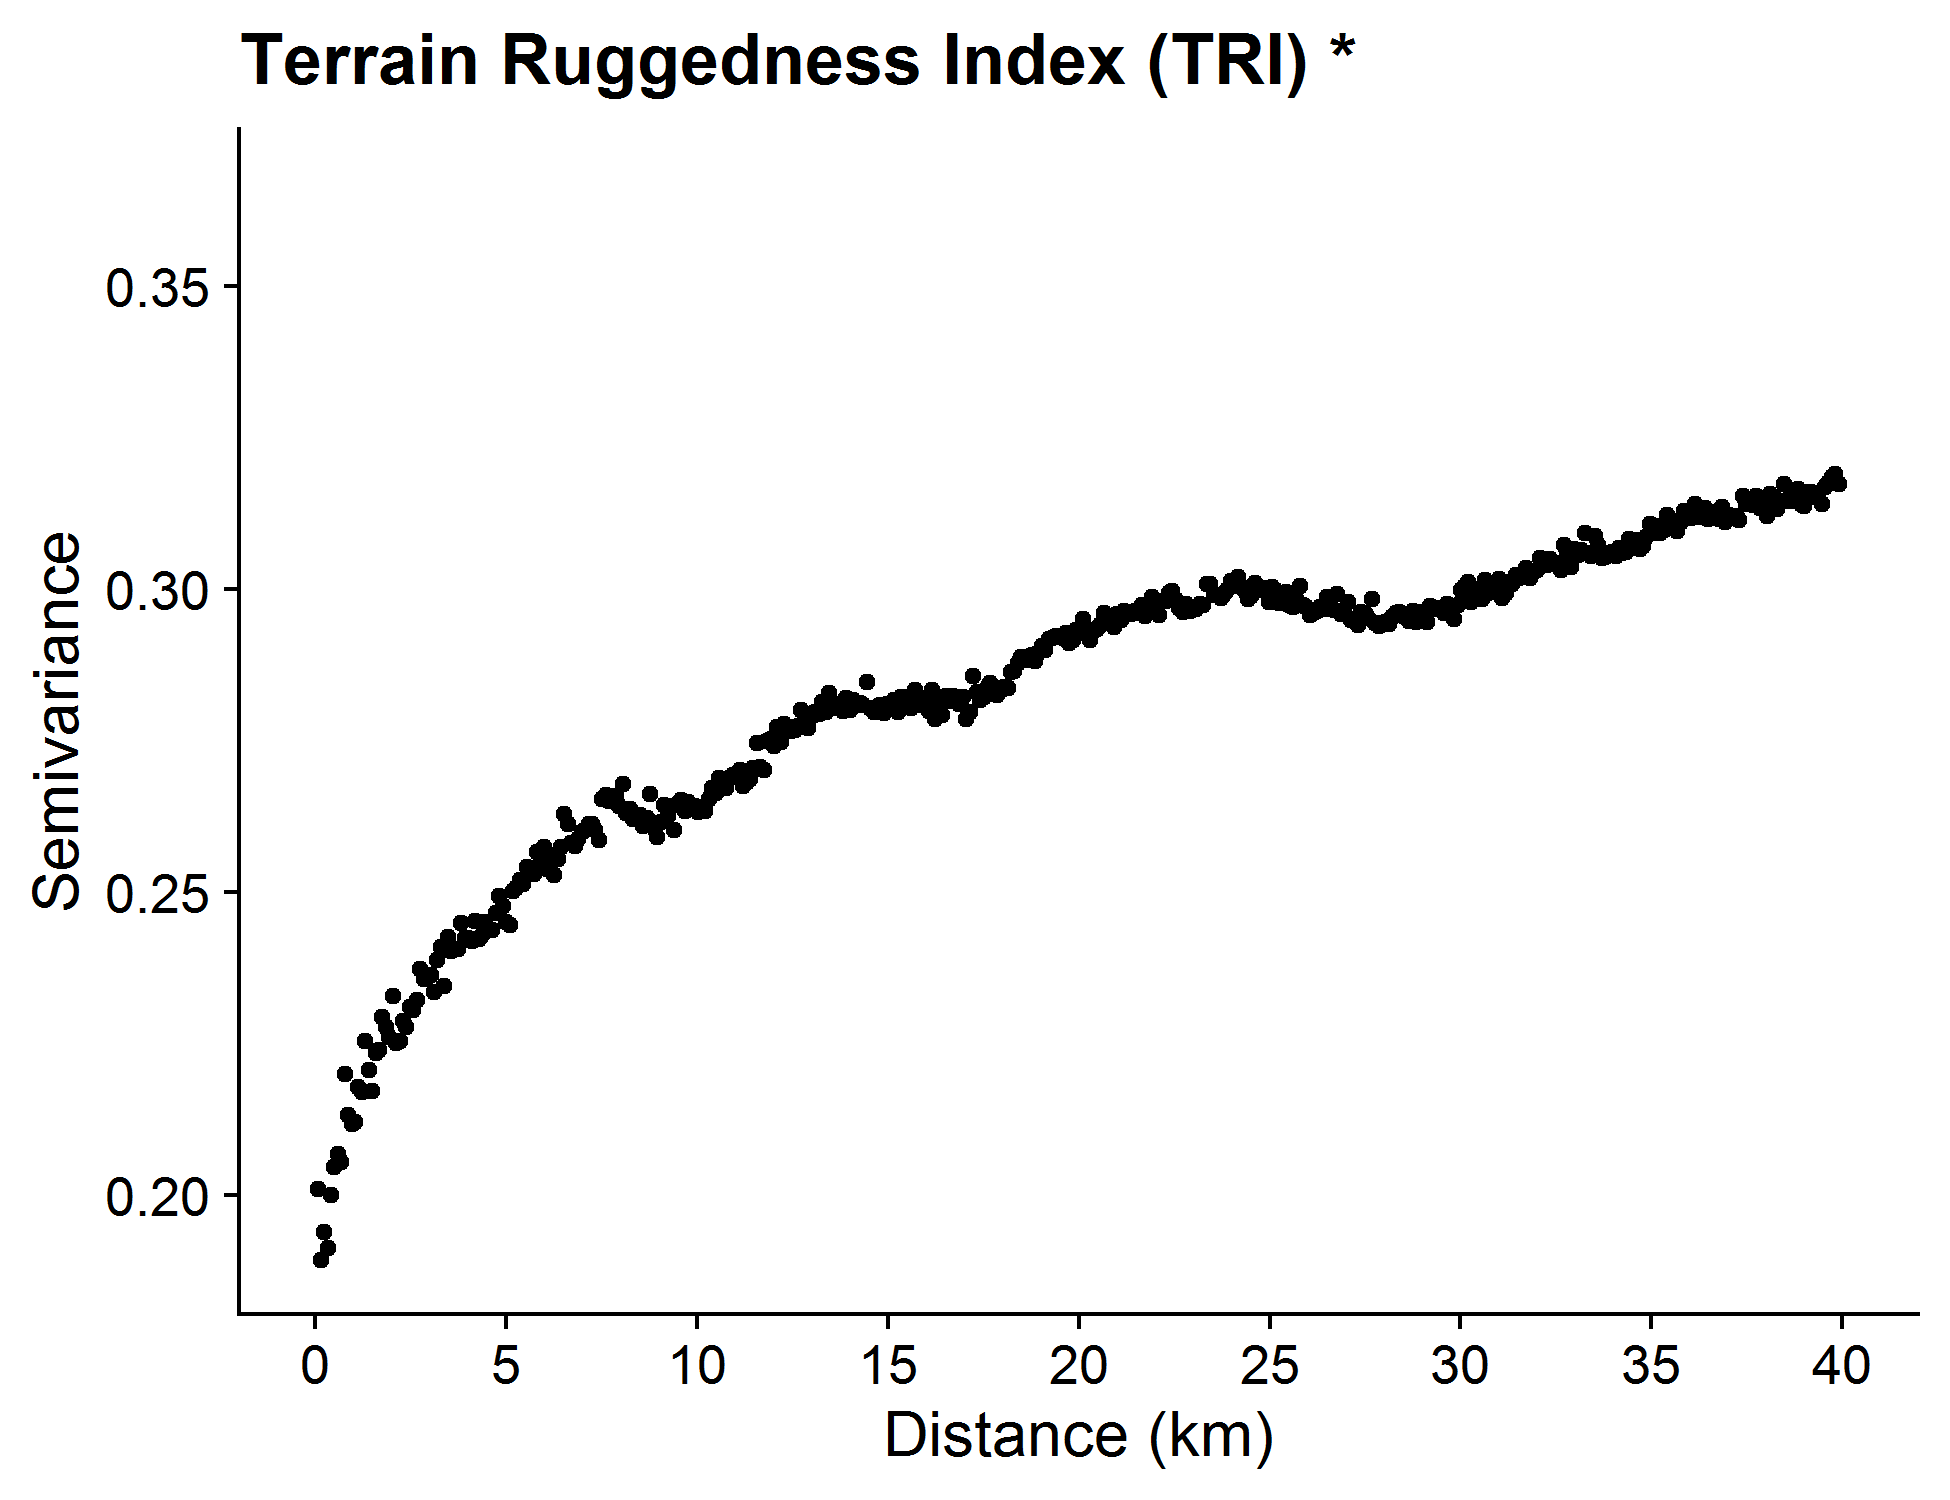 Terrain Ruggedness Index (TRI) *
Semivariance
0.35
0.30
0.25
0.20
0 5 10 15 20 25 30 35 40
Distance (km)